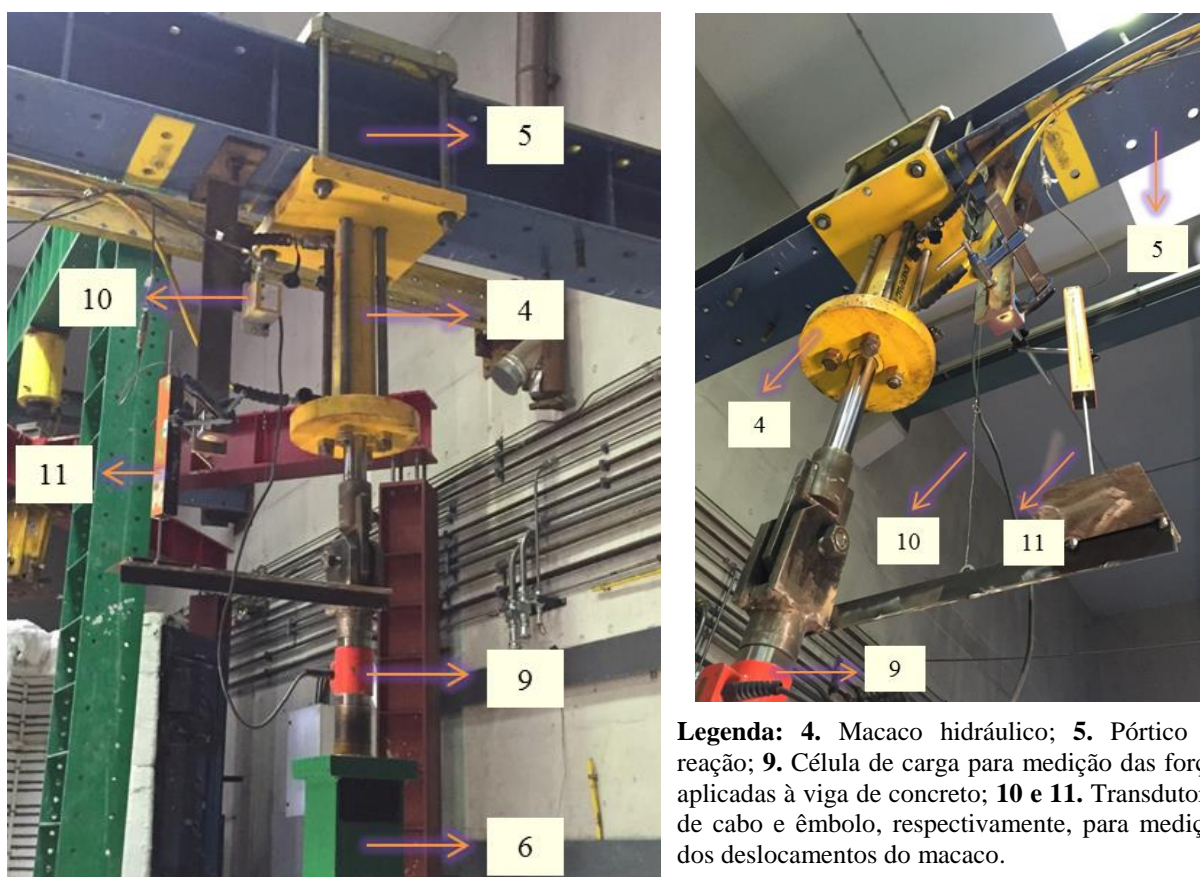 5
10
4
11
9
6
5
4
10
11
9
Legenda: 4. Macaco hidráulico; 5. Pórtico
reação; 9. Célula de carga para medição das forç
aplicadas à viga de concreto; 10 e 11. Transduto
de cabo e êmbolo, respectivamente, para mediç
dos deslocamentos do macaco.